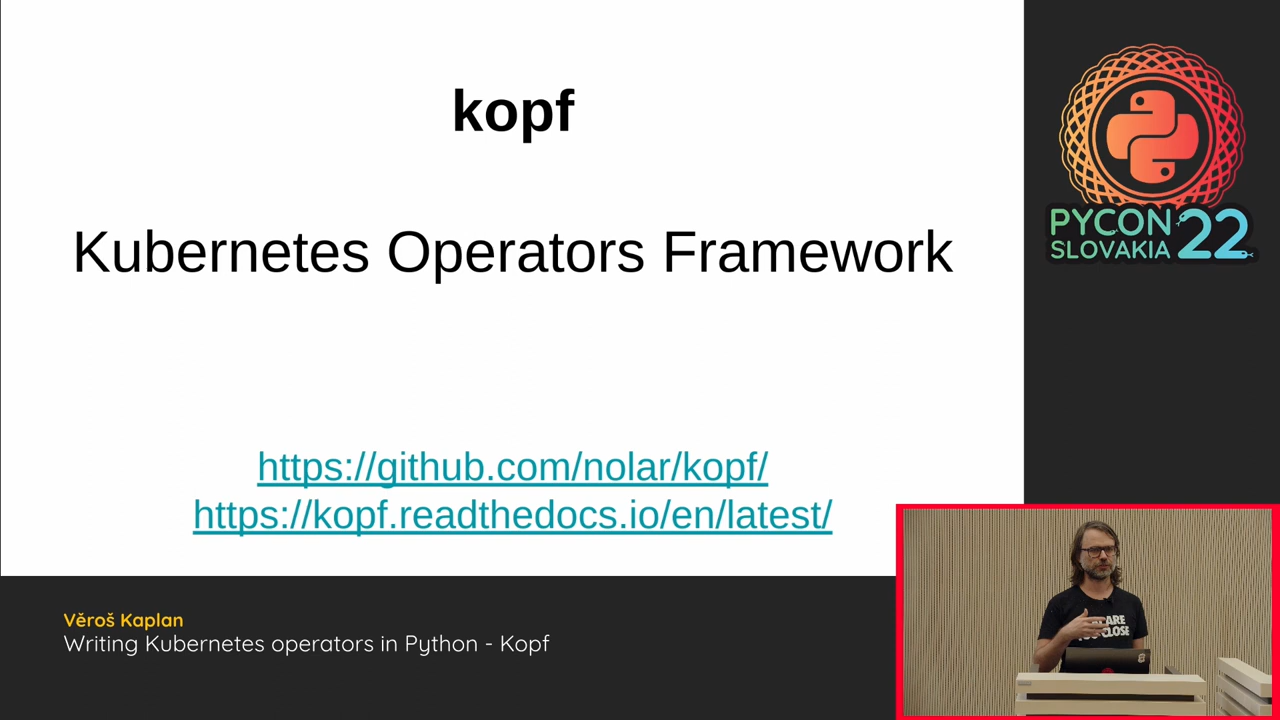 kopf
Kubernetes Operators Framework
https://github.com/nolar/kopf/
https://kopf.readthedocs.io/en/latest/
PYCON
SLOVAKIA
22
Věroš Kaplan
Writing Kubernetes operators in Python - Kopf